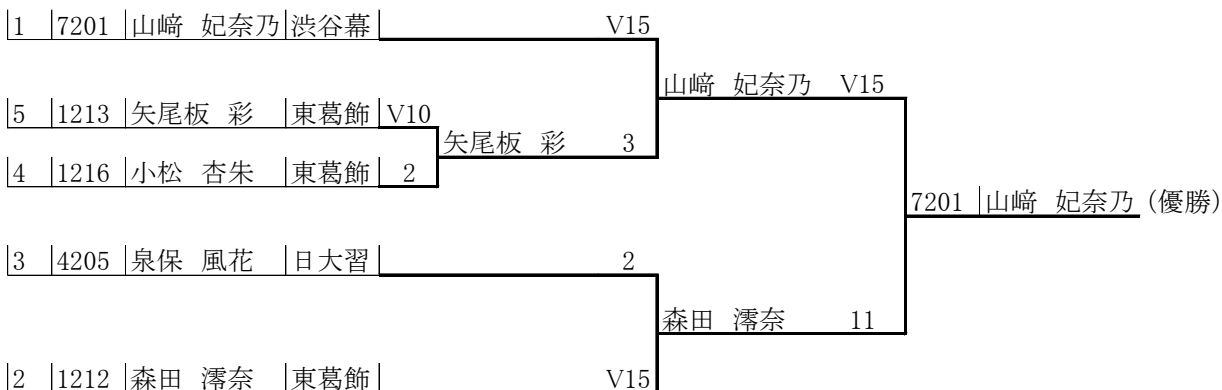 1 7201 山﨑 妃奈乃 渋谷幕 V15
山﨑 妃奈乃 V15
5 1213 矢尾板 彩 東葛飾 V10
矢尾板 彩 3
4 1216 小松 杏朱 東葛飾 2
7201 山﨑 妃奈乃 (優勝)
3 4205 泉保 風花 日大習 2
森田 澪奈 11
2 1212 森田 澪奈 東葛飾 V15